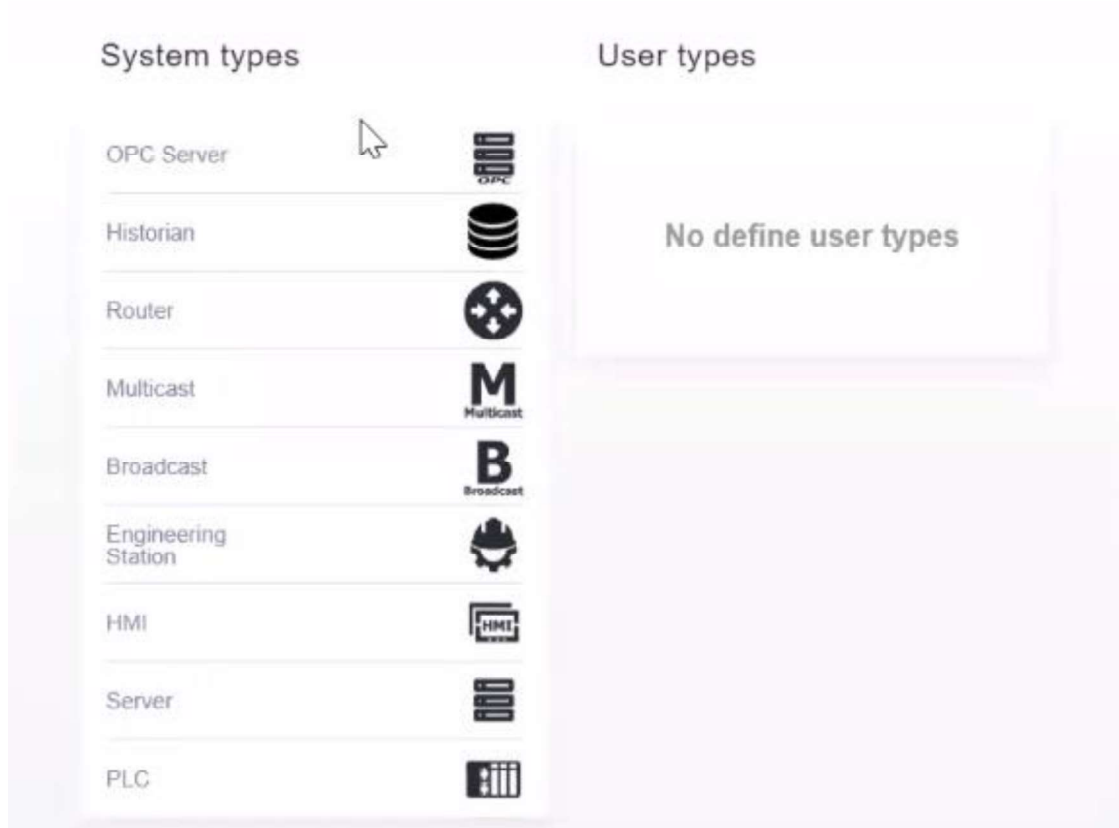 System types
User types
OPC Server
OPC
Historian
No define user types
Router
Multicast
M
Multicast
Broadcast
B
Broadcast
Engineering
Station
HMI
HMI
Server
PLC